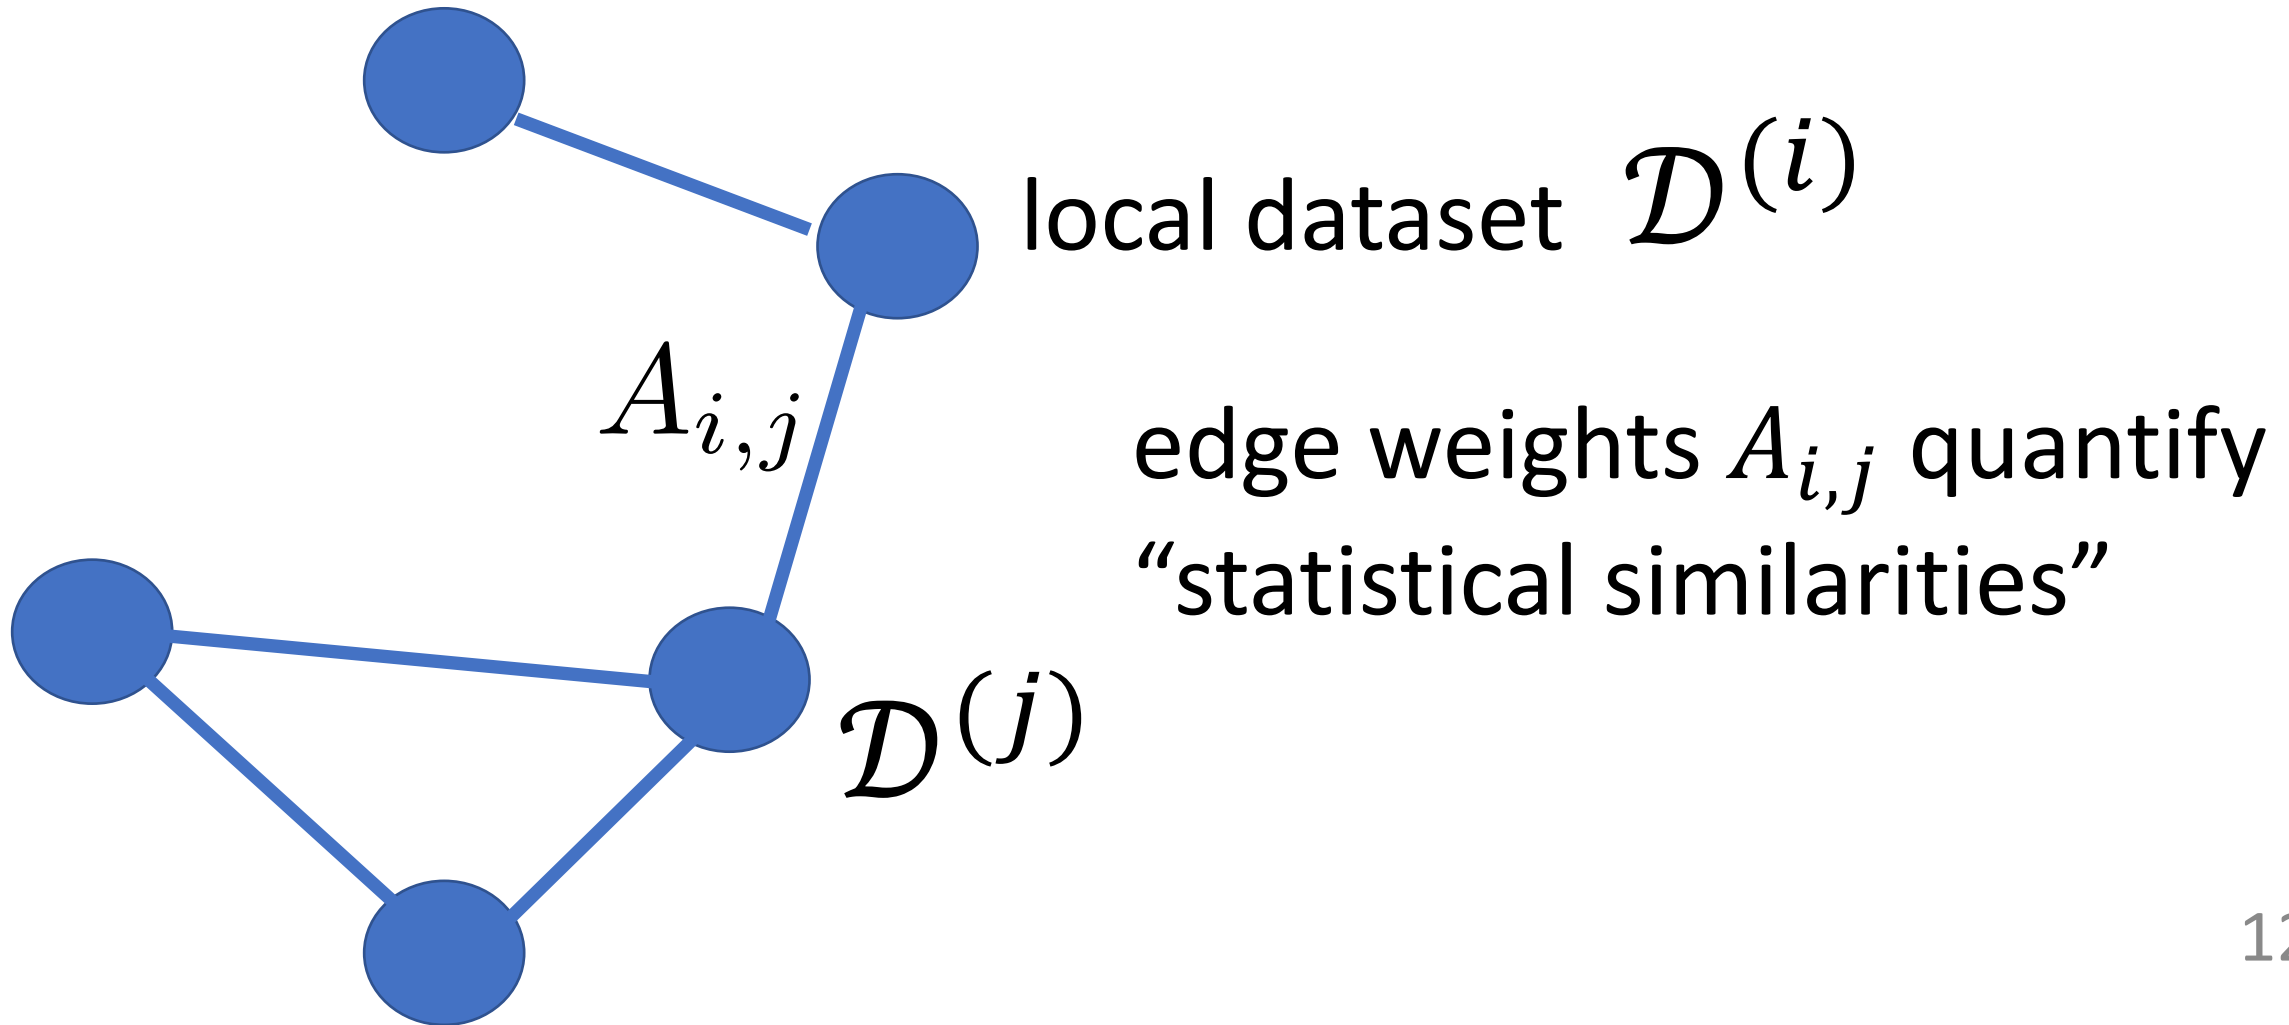 local dataset 𝒟^(i)
A_{i,j}
edge weights A_{i,j} quantify
“statistical similarities”
𝒟^(j)